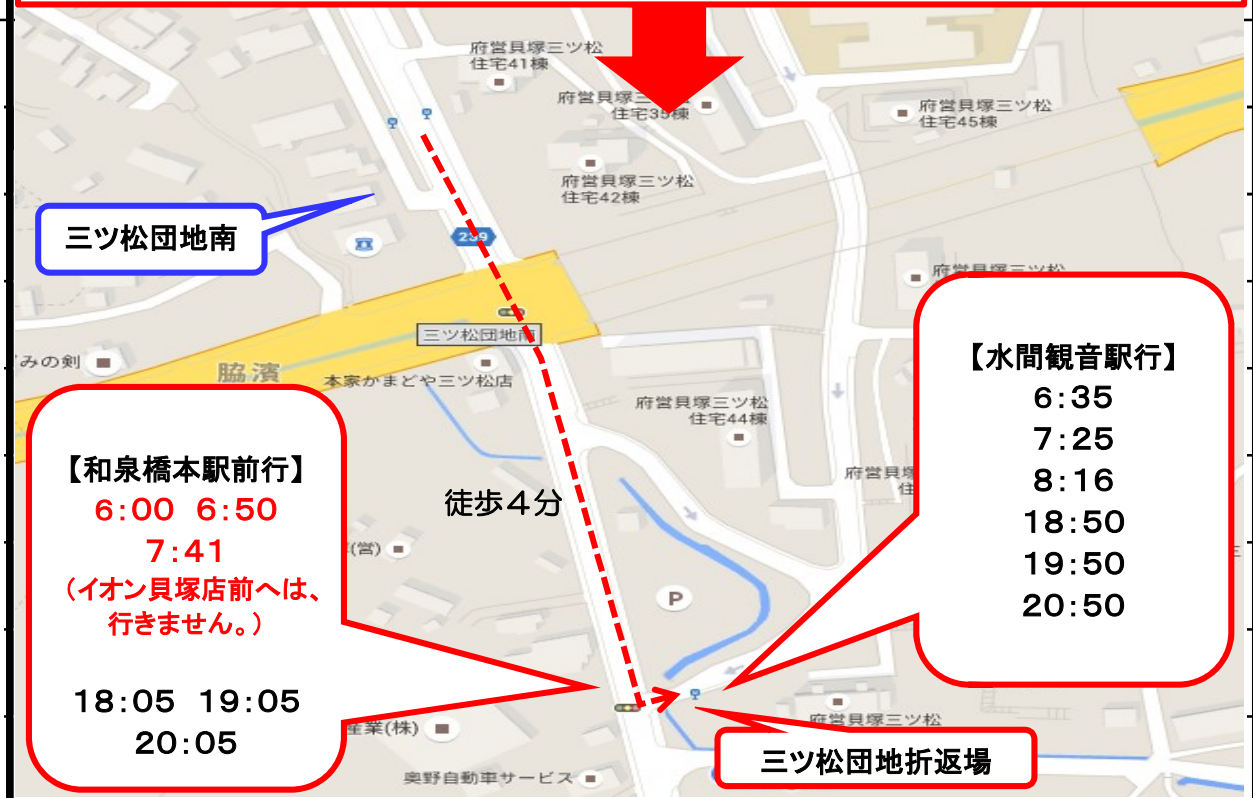 府営貝塚三ツ松
住宅41棟
府営貝塚三ツ松
住宅35棟
府営貝塚三ツ松
住宅45棟
府営貝塚三ツ松
住宅42棟
三ツ松団地南
239
府営貝塚三ツ松
三ツ松団地南
みの剣
脇濱
本家かまどや三ツ松店
府営貝塚三ツ松
住宅44棟
【水間観音駅行】
6:35
7:25
8:16
18:50
19:50
20:50
【和泉橋本駅前行】
6:00 6:50
7:41
(イオン貝塚店前へは、
行きません。)
18:05 19:05
20:05
徒歩4分
府営貝塚
住
(営)
P
産業(株)
府営貝塚三ツ松
三ツ松団地折返場
奥野自動車サービス